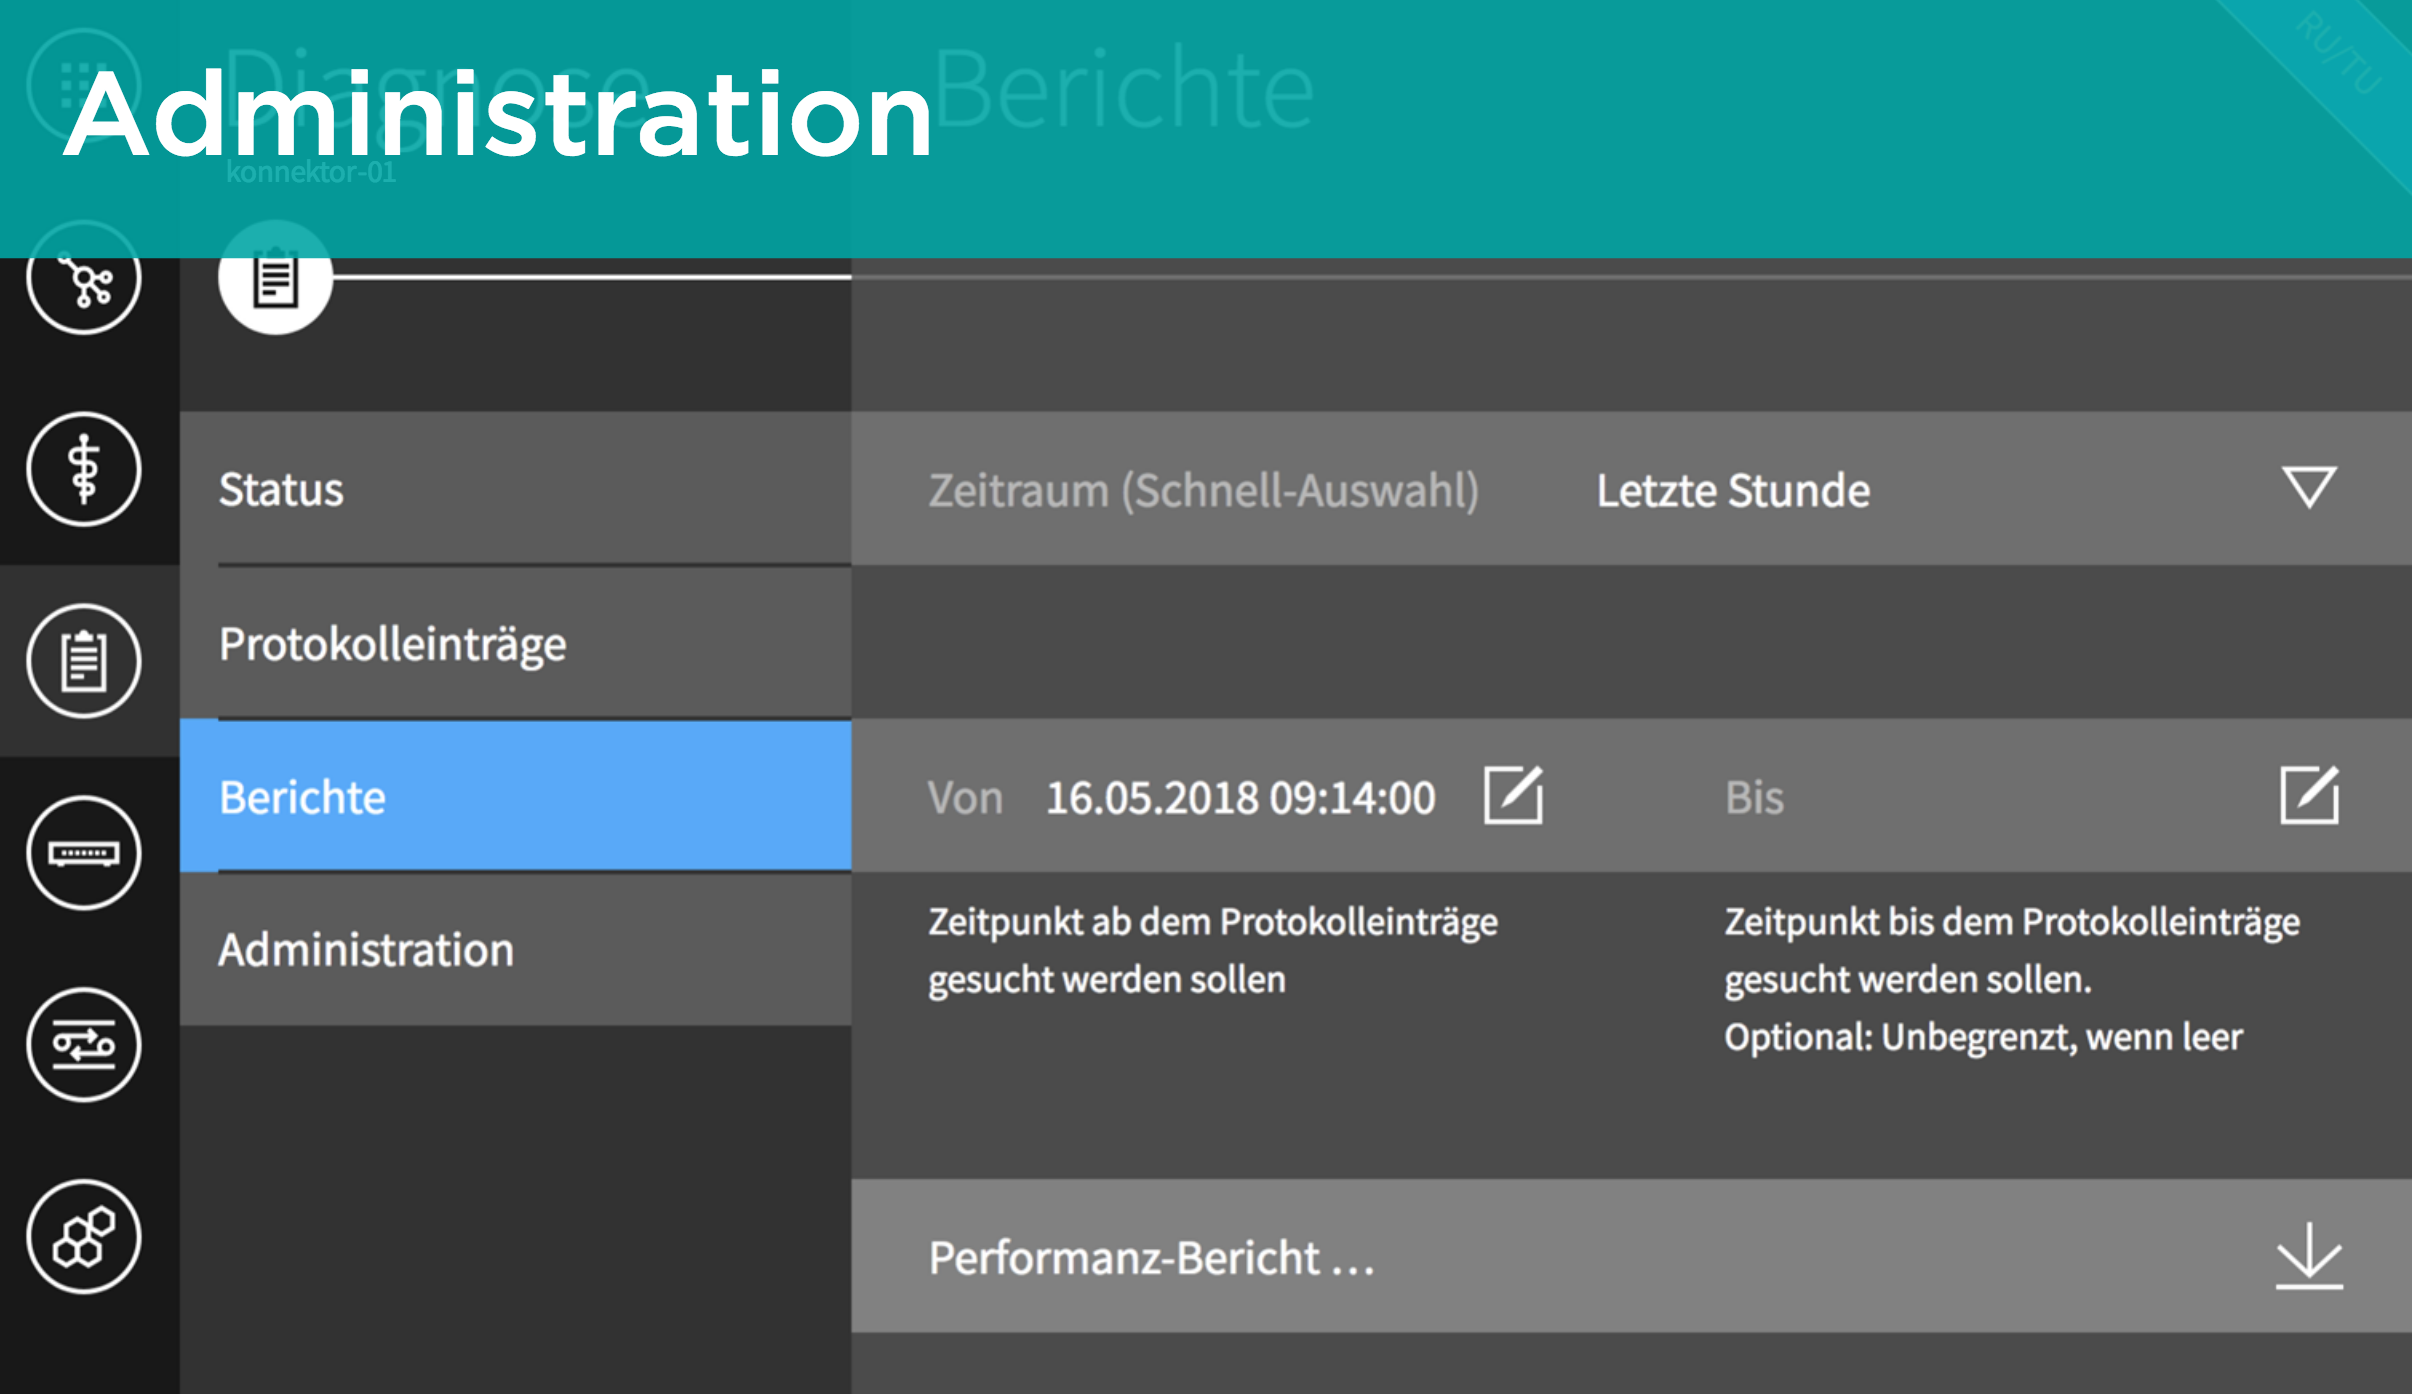 Administration
Diagnose
Berichte
RU/TU
konnektor-01
Status
Zeitraum (Schnell-Auswahl)
Letzte Stunde
Protokolleinträge
Berichte
Von
16.05.2018 09:14:00
Bis
Zeitpunkt ab dem Protokolleinträge
gesucht werden sollen
Zeitpunkt bis dem Protokolleinträge
gesucht werden sollen.
Optional: Unbegrenzt, wenn leer
Administration
Performanz-Bericht ...